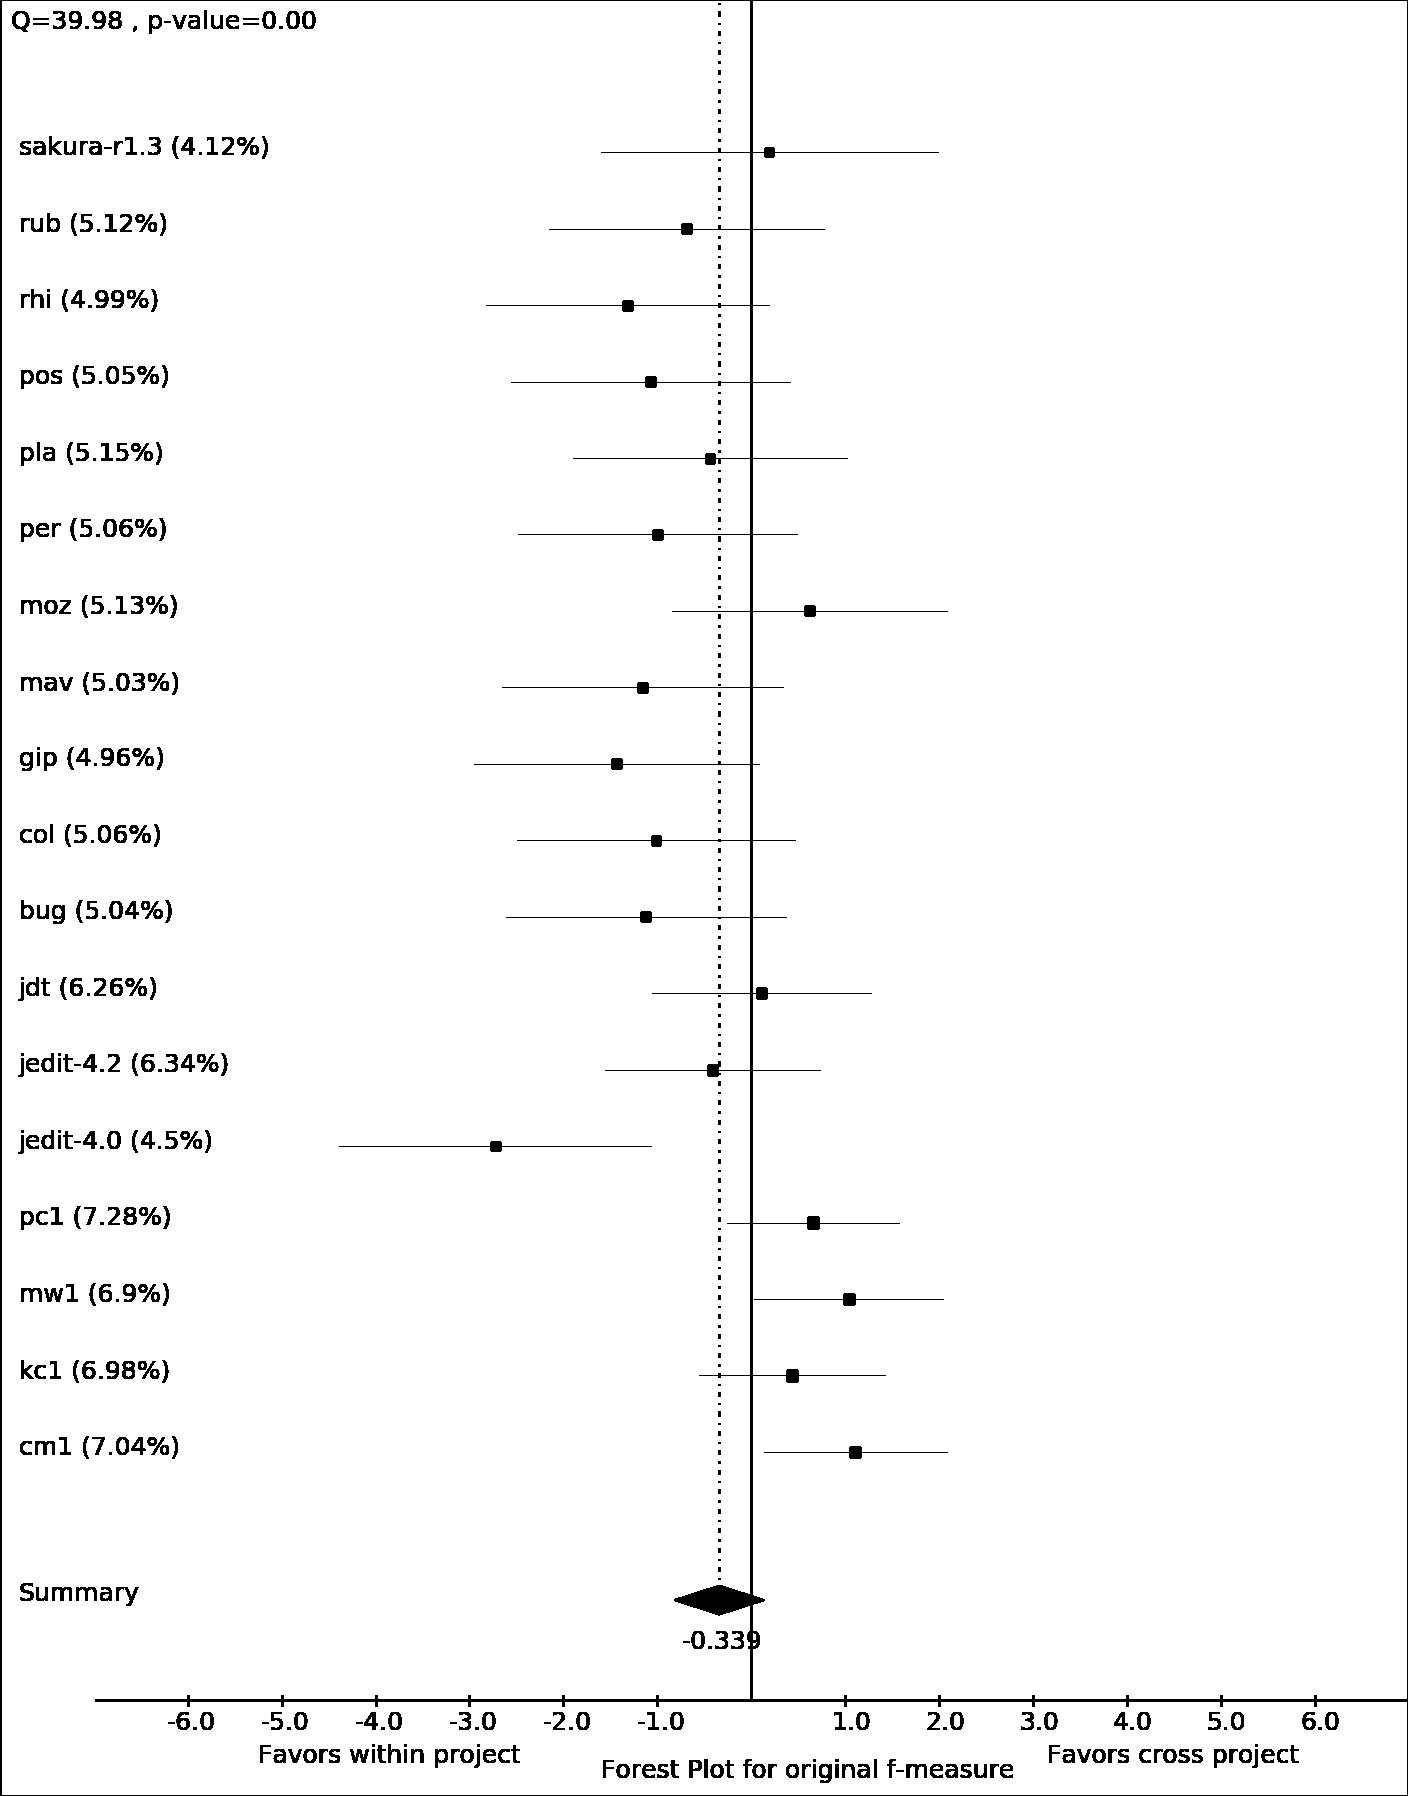 Q=39.98 , p-value=0.00
sakura-r1.3 (4.12%)
rub (5.12%)
rhi (4.99%)
pos (5.05%)
pla (5.15%)
per (5.06%)
moz (5.13%)
mav (5.03%)
gip (4.96%)
col (5.06%)
bug (5.04%)
jdt (6.26%)
jedit-4.2 (6.34%)
jedit-4.0 (4.5%)
pc1 (7.28%)
mw1 (6.9%)
kc1 (6.98%)
cm1 (7.04%)
Summary
-0.339
-6.0 -5.0 -4.0 -3.0 -2.0 -1.0 1.0 2.0 3.0 4.0 5.0 6.0
Favors within project Favors cross project
Forest Plot for original f-measure